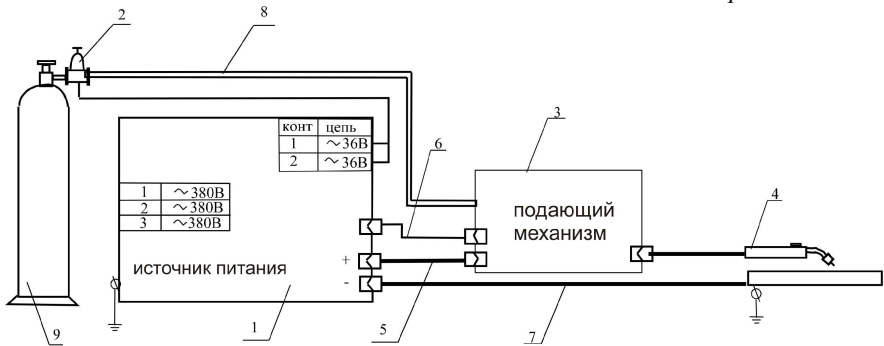 2
8
конт цепь
1 ~36В
2 ~36В
3
6
4
1 ~380В
2 ~380В
3 ~380В
подающий
механизм
+
источник питания
-
9
1
5
7